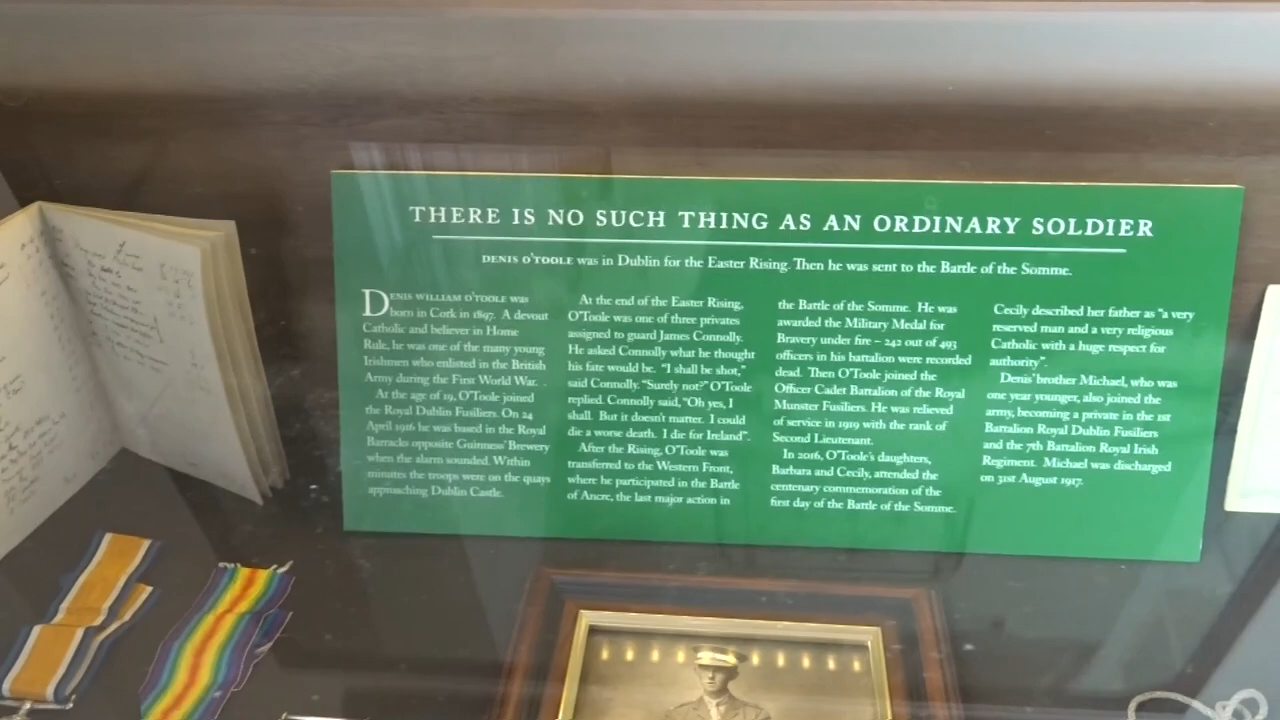 THERE IS NO SUCH THING AS AN ORDINARY SOLDIER
DENIS O'TOOLE was in Dublin for the Easter Rising. Then he was sent to the Battle of the Somme.
DENIS WILLIAM O'TOOLE was
born in Cork in 1897. A devout
Catholic and believer in Home
Rule, he was one of the many young
Irishmen who enlisted in the British
Army during the First World War.
At the age of 19, O'Toole joined
the Royal Dublin Fusiliers. On 24
April 1916 he was based in the Royal
Barracks opposite Guinness' Brewery
when the alarm sounded. Within
minutes the troops were on the quays
approaching Dublin Castle.
At the end of the Easter Rising,
O'Toole was one of three privates
assigned to guard James Connolly.
He asked Connolly what he thought
his fate would be. "I shall be shot,"
said Connolly. "Surely not?" O'Toole
replied. Connolly said, "Oh yes, I
shall. But it doesn't matter. I could
die a worse death. I die for Ireland".
After the Rising, O'Toole was
transferred to the Western Front,
where he participated in the Battle
of Ancre, the last major action in
the Battle of the Somme. He was
awarded the Military Medal for
Bravery under fire – 242 out of 493
officers in his battalion were recorded
dead. Then O'Toole joined the
Officer Cadet Battalion of the Royal
Munster Fusiliers. He was relieved
of service in 1919 with the rank of
Second Lieutenant.
In 2016, O'Toole's daughters,
Barbara and Cecily, attended the
centenary commemoration of the
first day of the Battle of the Somme.
Cecily described her father as "a very
reserved man and a very religious
Catholic with a huge respect for
authority".
Denis' brother Michael, who was
one year younger, also joined the
army, becoming a private in the 1st
Battalion Royal Dublin Fusiliers
and the 7th Battalion Royal Irish
Regiment. Michael was discharged
on 31st August 1917.